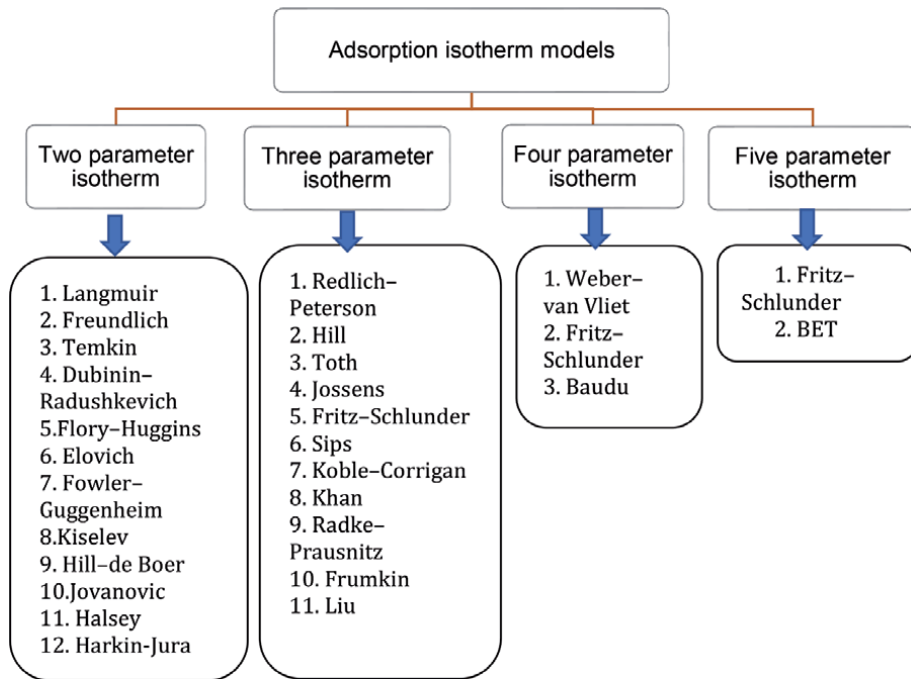 Adsorption isotherm models
Two parameter
isotherm
Three parameter
isotherm
Four parameter
isotherm
Five parameter
isotherm
1. Langmuir
2. Freundlich
3. Temkin
4. Dubinin–
Radushkevich
5.Flory–Huggins
6. Elovich
7. Fowler–
Guggenheim
8.Kiselev
9. Hill–de Boer
10.Jovanovic
11. Halsey
12. Harkin-Jura
1. Redlich–
Peterson
2. Hill
3. Toth
4. Jossens
5. Fritz–Schlunder
6. Sips
7. Koble–Corrigan
8. Khan
9. Radke–
Prausnitz
10. Frumkin
11. Liu
1. Weber–
van Vliet
2. Fritz–
Schlunder
3. Baudu
1. Fritz–
Schlunder
2. BET